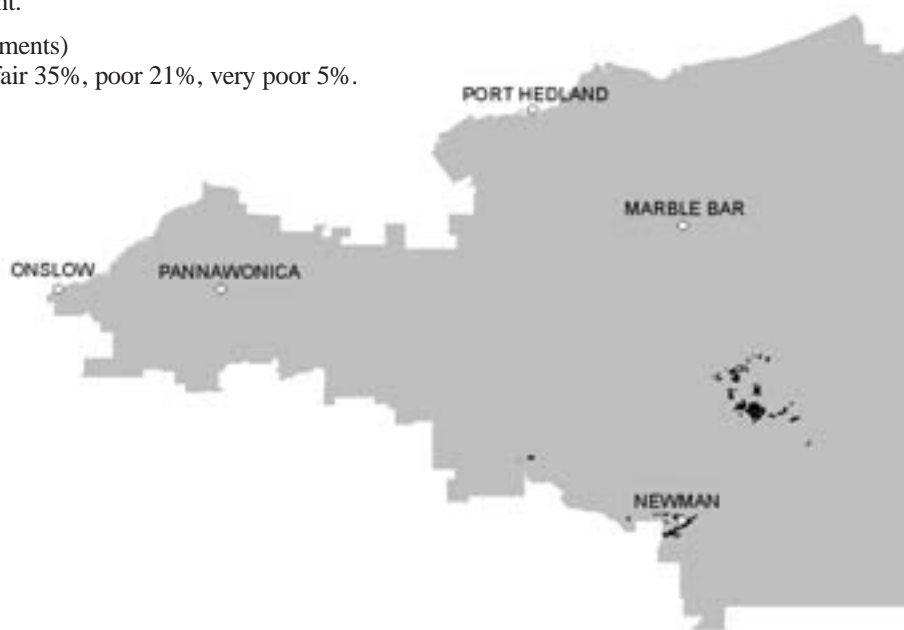 nt.
ments)
fair 35%, poor 21%, very poor 5%.
PORT HEDLAND
MARBLE BAR
ONSLOW
PANNAWONICA
NEWMAN